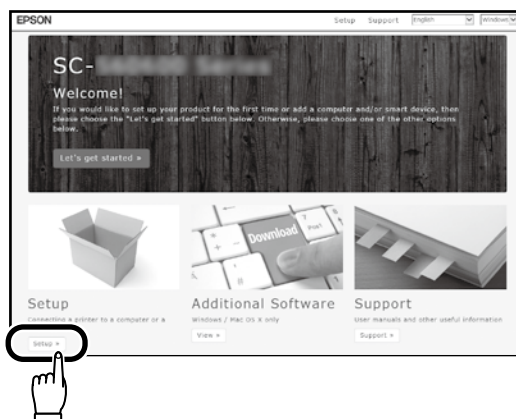 EPSON
Setup Support English Windows
SC-
Welcome!
If you would like to set up your product for the first time or add a computer and/or smart device, then
please choose the "Let's get started" button below. Otherwise, please choose one of the other options
below.
Let's get started »
Download
Setup
Connecting a printer to a computer or a
Setup »
Additional Software
Windows / Mac OS X only
View »
Support
User manuals and other useful information
Support »